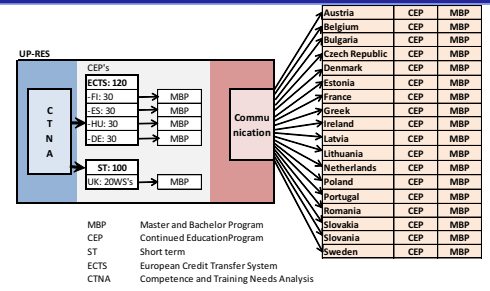 UP-RES
CEP's
ECTS: 120
-FI: 30 MBP
-ES: 30 MBP
-HU: 30 MBP
-DE: 30 MBP
C
T
N
A
ST: 100
UK: 20WS's MBP
Commu
nication
Austria CEP MBP
Belgium CEP MBP
Bulgaria CEP MBP
Czech Republic CEP MBP
Denmark CEP MBP
Estonia CEP MBP
France CEP MBP
Greek CEP MBP
Ireland CEP MBP
Latvia CEP MBP
Lithuania CEP MBP
Netherlands CEP MBP
Poland CEP MBP
Portugal CEP MBP
Romania CEP MBP
Slovakia CEP MBP
Slovania CEP MBP
Sweden CEP MBP
MBP Master and Bachelor Program
CEP Continued EducationProgram
ST Short term
ECTS European Credit Transfer System
CTNA Competence and Training Needs Analysis